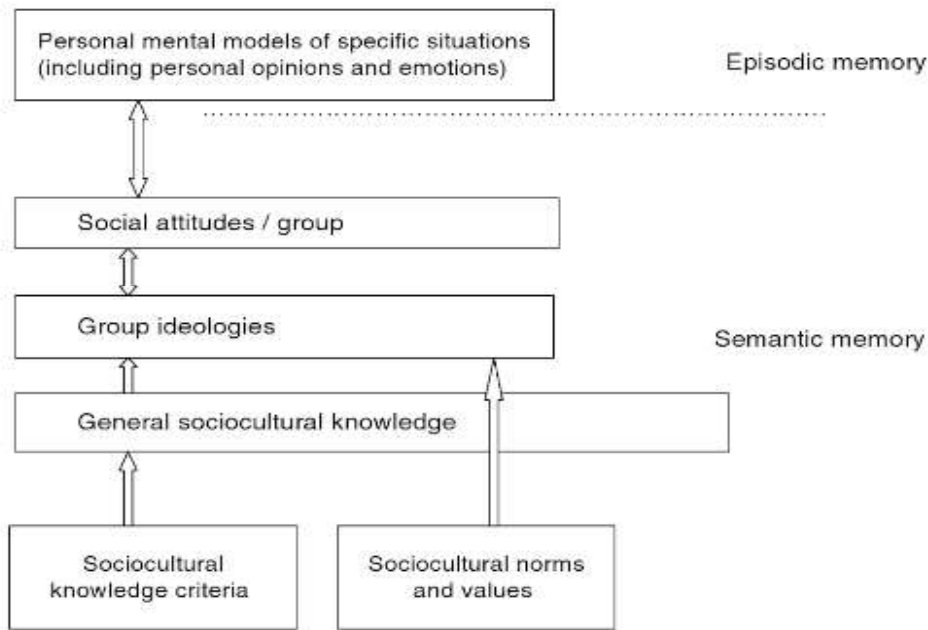 Personal mental models of specific situations
(including personal opinions and emotions)
Episodic memory
Social attitudes / group
Group ideologies
Semantic memory
General sociocultural knowledge
Sociocultural
knowledge criteria
Sociocultural norms
and values